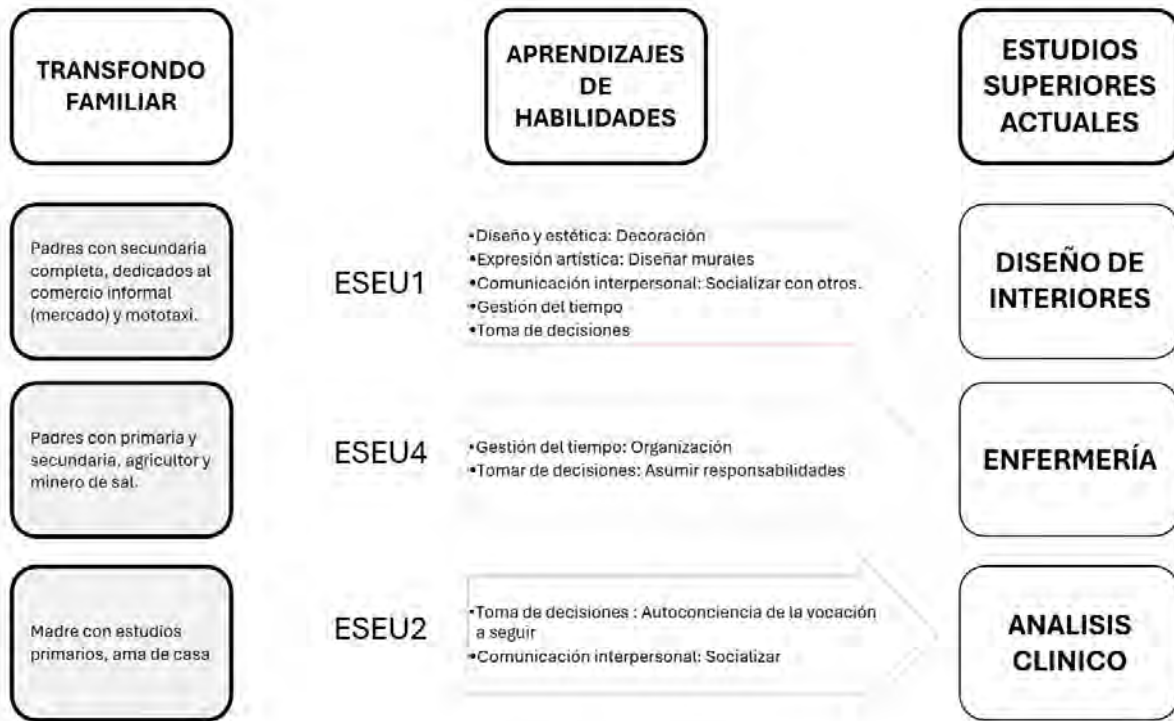 TRANSFONDO
FAMILIAR
APRENDIZAJES
DE
HABILIDADES
ESTUDIOS
SUPERIORES
ACTUALES
Padres con secundaria
completa, dedicados al
comercio informal
(mercado) y mototaxi.
ESEU1
•Diseño y estética: Decoración
•Expresión artística: Diseñar murales
•Comunicación interpersonal: Socializar con otros.
•Gestión del tiempo
•Toma de decisiones
DISEÑO DE
INTERIORES
Padres con primaria y
secundaria, agricultor y
minero de sal.
ESEU4
•Gestión del tiempo: Organización
•Tomar de decisiones: Asumir responsabilidades
ENFERMERÍA
Madre con estudios
primarios, ama de casa
ESEU2
•Toma de decisiones : Autoconciencia de la vocación
a seguir
•Comunicación interpersonal: Socializar
ANALISIS
CLINICO